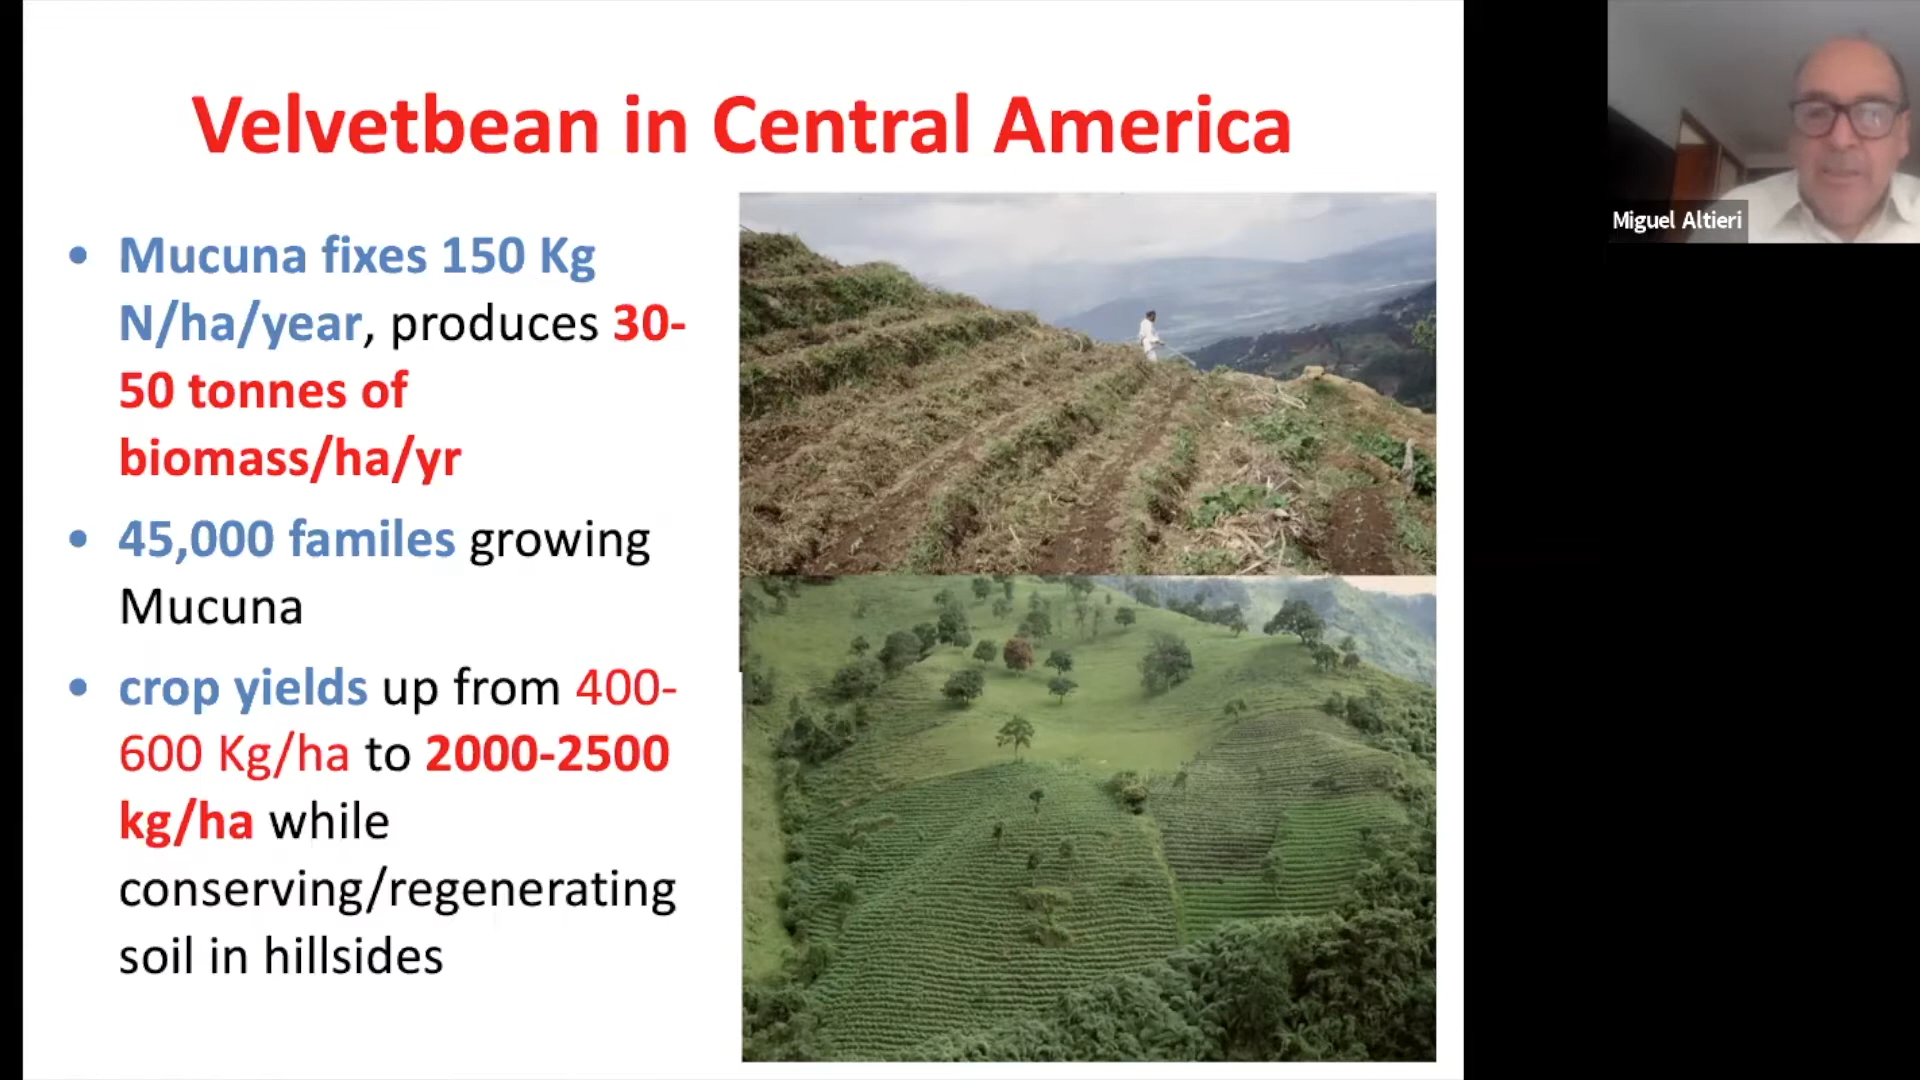 Velvetbean in Central America
• Mucuna fixes 150 Kg
N/ha/year, produces 30-
50 tonnes of
biomass/ha/yr
• 45,000 familes growing
Mucuna
• crop yields up from 400-
600 Kg/ha to 2000-2500
kg/ha while
conserving/regenerating
soil in hillsides
Miguel Altieri